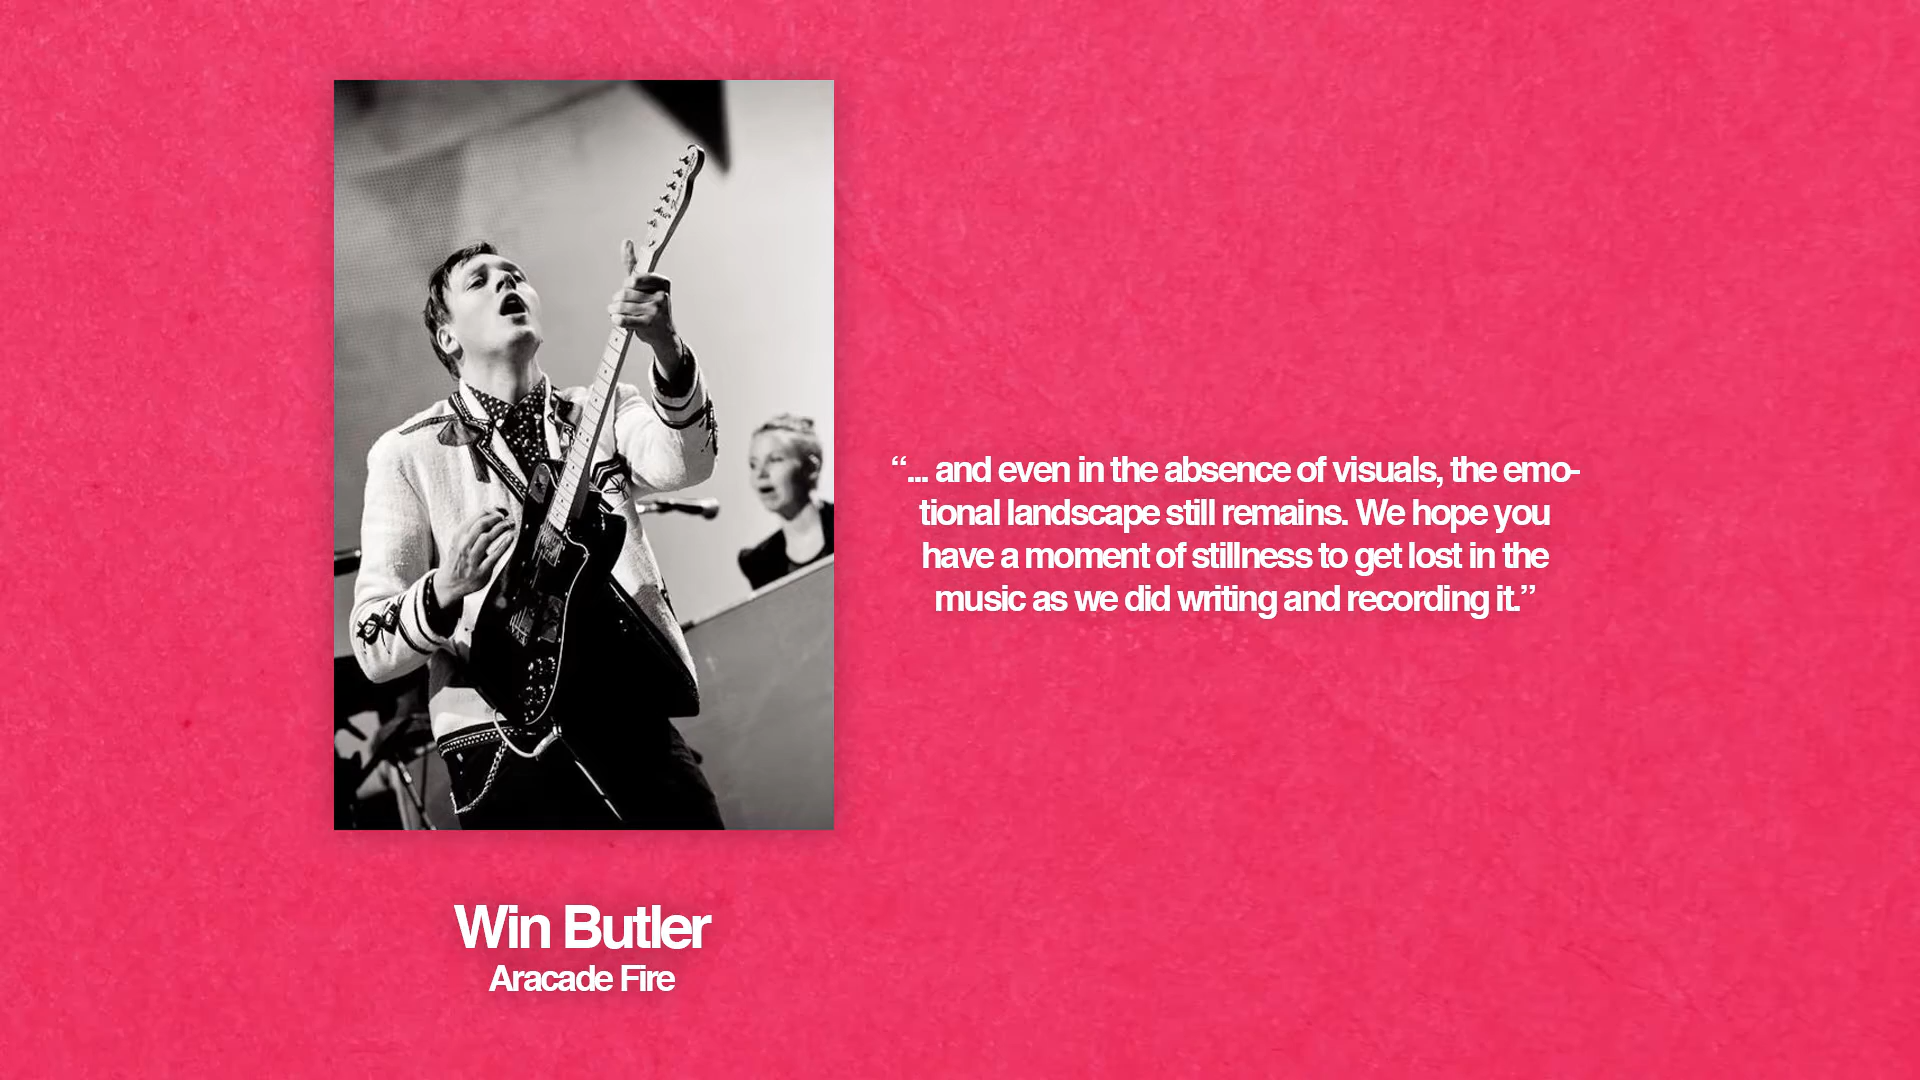 “... and even in the absence of visuals, the emo-
tional landscape still remains. We hope you
have a moment of stillness to get lost in the
music as we did writing and recording it.”
Win Butler
Aracade Fire